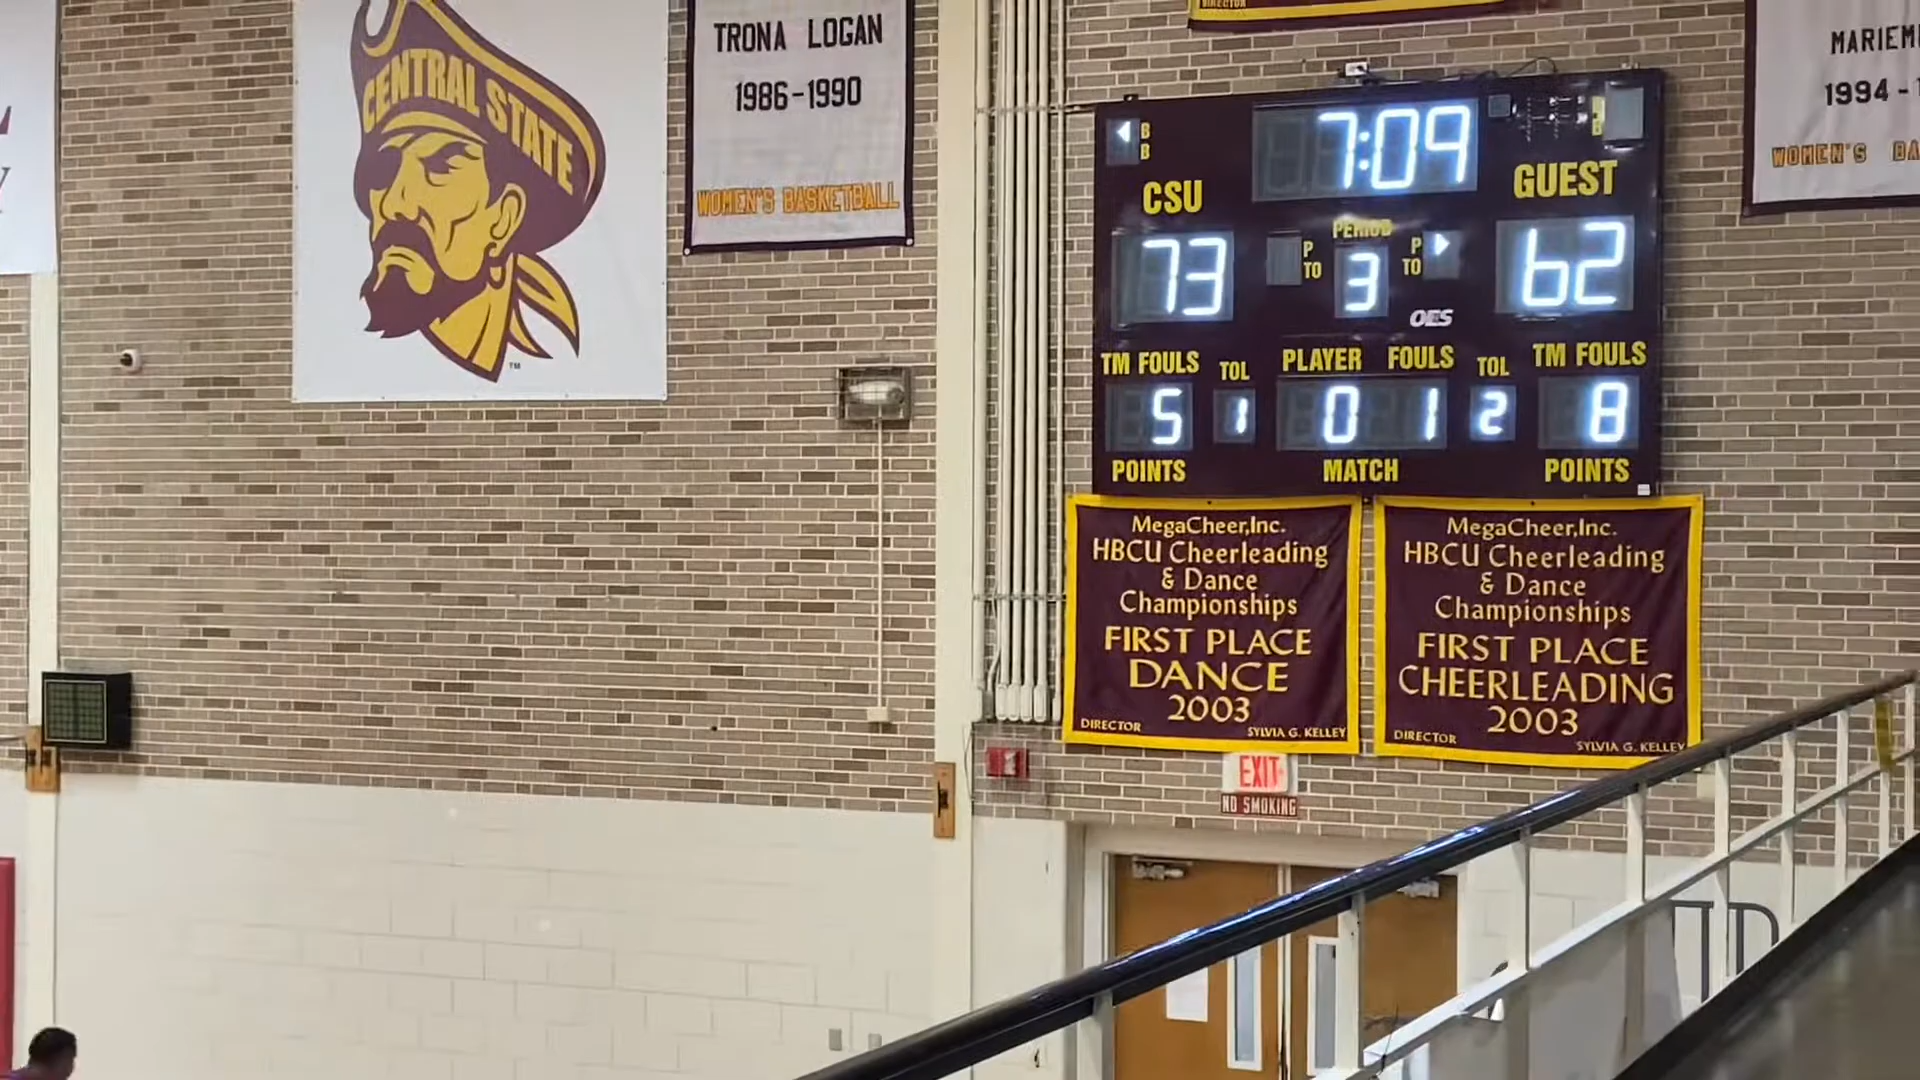 CENTRAL STATE
TM
TRONA LOGAN
1986-1990
WOMEN'S BASKETBALL
DIRECTOR
1994 -
WOMEN'S
B
B
7:09
CSU
GUEST
PERIOD
73
P
TO
3
P
TO
62
OES
TM FOULS
TOL
PLAYER FOULS
TOL
TM FOULS
5
1
0 1
2
8
POINTS
MATCH
POINTS
MegaCheer,Inc.
HBCU Cheerleading
& Dance
Championships
FIRST PLACE
DANCE
2003
DIRECTOR
SYLVIA G. KELLEY
MegaCheer,Inc.
HBCU Cheerleading
& Dance
Championships
FIRST PLACE
CHEERLEADING
2003
DIRECTOR
SYLVIA G. KELLEY
EXIT
NO SMOKING